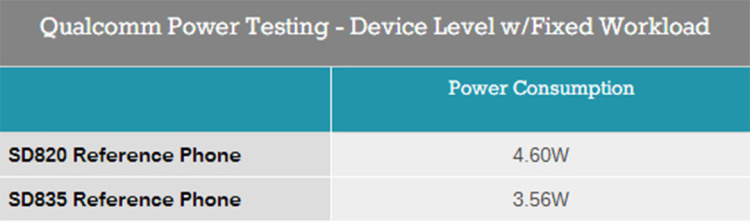 Qualcomm Power Testing - Device Level w/Fixed Workload
Power Consumption
SD820 Reference Phone 4.60W
SD835 Reference Phone 3.56W